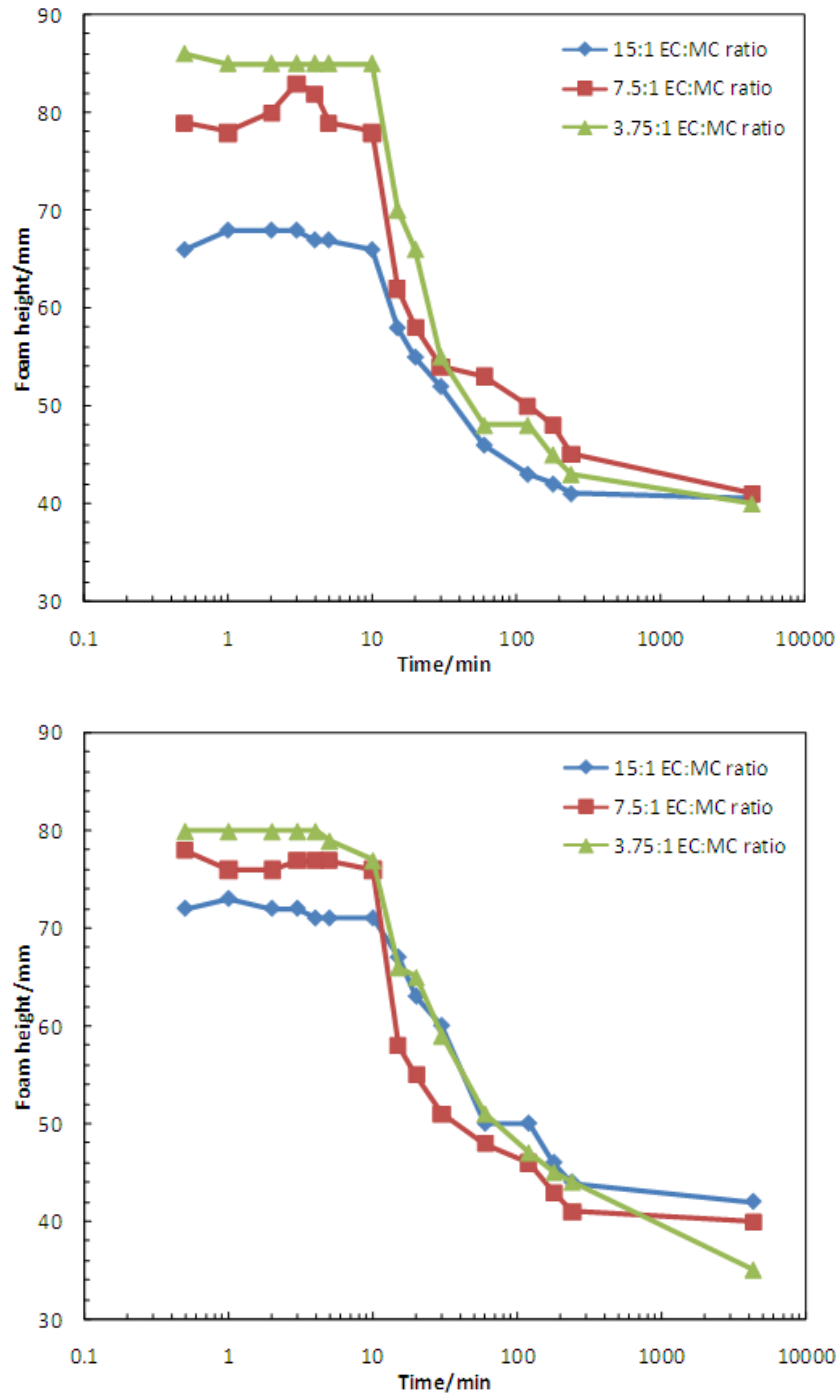 90
80
70
60
50
40
30
Foam height/mm
15:1 EC:MC ratio
7.5:1 EC:MC ratio
3.75:1 EC:MC ratio
0.1 1 10 100 1000 10000
Time/min
90
80
70
60
50
40
30
Foam height/mm
15:1 EC:MC ratio
7.5:1 EC:MC ratio
3.75:1 EC:MC ratio
0.1 1 10 100 1000 10000
Time/min